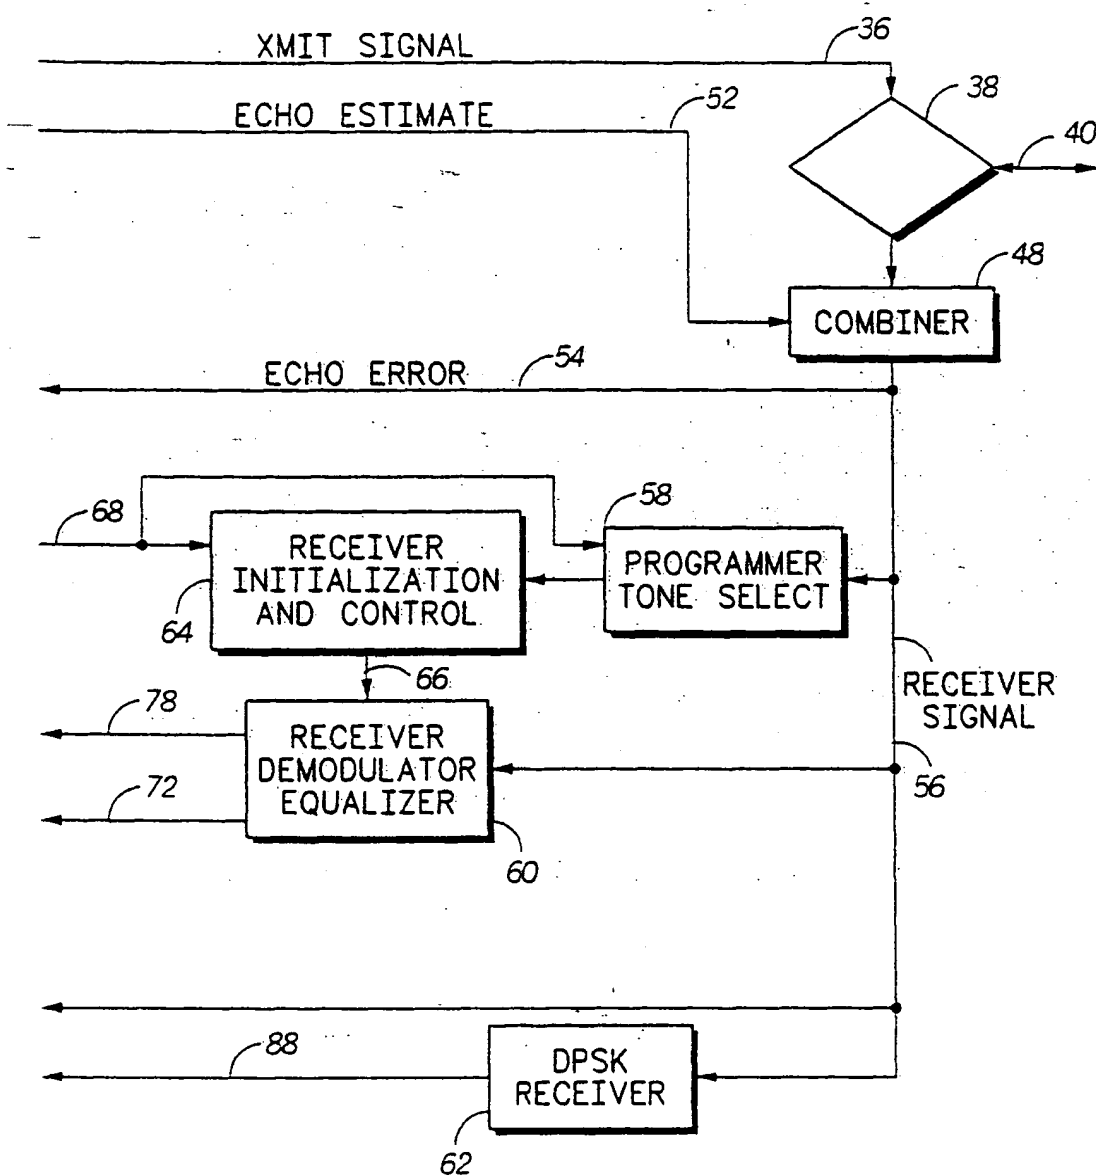 XMIT SIGNAL
36
38
ECHO ESTIMATE
52
40
48
COMBINER
ECHO ERROR
54
68
58
RECEIVER
INITIALIZATION
AND CONTROL
PROGRAMMER
TONE SELECT
64
66
RECEIVER
SIGNAL
78
RECEIVER
DEMODULATOR
EQUALIZER
72
56
60
88
DPSK
RECEIVER
62